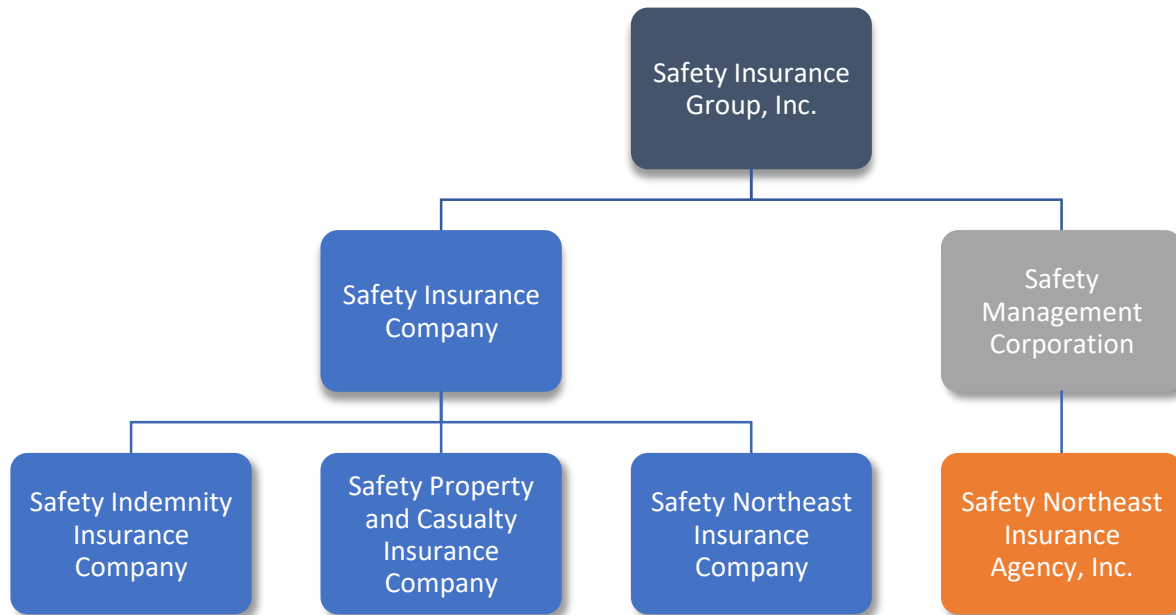 Safety Insurance
Group, Inc.
Safety Insurance
Company
Safety
Management
Corporation
Safety Indemnity
Insurance
Company
Safety Property
and Casualty
Insurance
Company
Safety Northeast
Insurance
Company
Safety Northeast
Insurance
Agency, Inc.